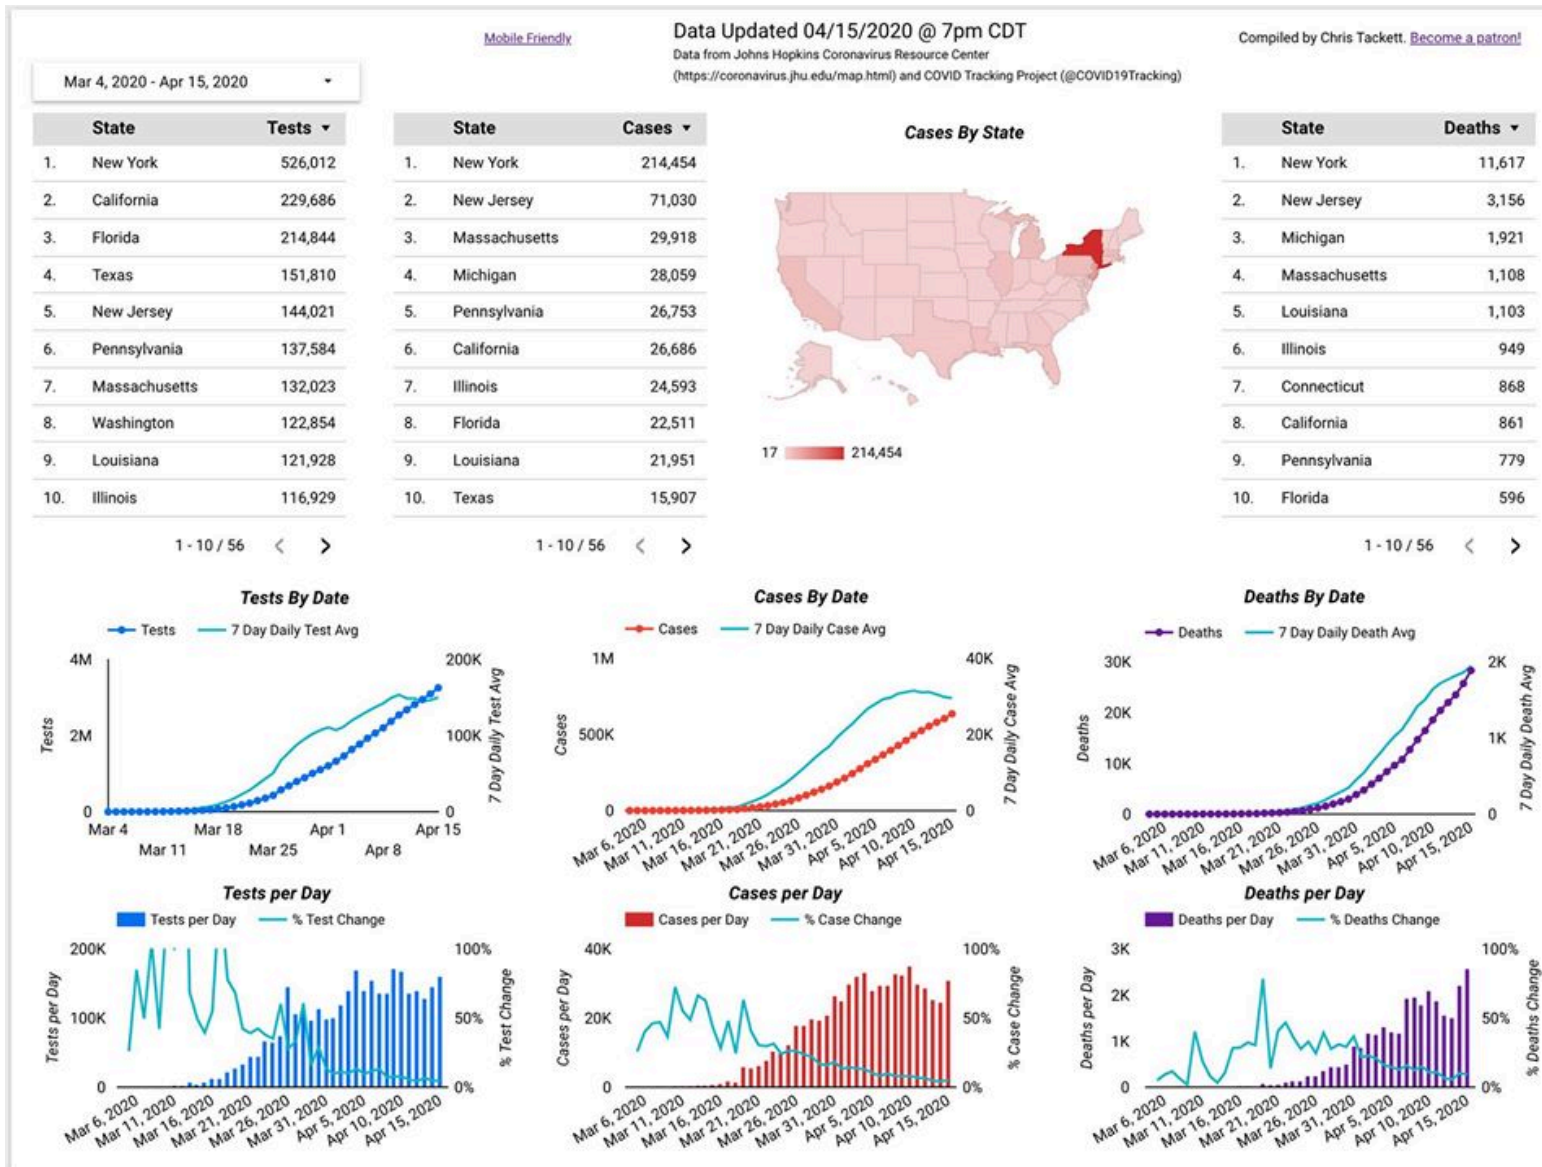 Mobile Friendly
Data Updated 04/15/2020 @ 7pm CDT
Data from Johns Hopkins Coronavirus Resource Center
(https://coronavirus.jhu.edu/map.html) and COVID Tracking Project (@COVID19Tracking)
Compiled by Chris Tackett. Become a patron!
Mar 4, 2020 - Apr 15, 2020
State Tests
1. New York 526,012
2. California 229,686
3. Florida 214,844
4. Texas 151,810
5. New Jersey 144,021
6. Pennsylvania 137,584
7. Massachusetts 132,023
8. Washington 122,854
9. Louisiana 121,928
10. Illinois 116,929
1 - 10 / 56
State Cases
1. New York 214,454
2. New Jersey 71,030
3. Massachusetts 29,918
4. Michigan 28,059
5. Pennsylvania 26,753
6. California 26,686
7. Illinois 24,593
8. Florida 22,511
9. Louisiana 21,951
10. Texas 15,907
1 - 10 / 56
Cases By State
17 214,454
State Deaths
1. New York 11,617
2. New Jersey 3,156
3. Michigan 1,921
4. Massachusetts 1,108
5. Louisiana 1,103
6. Illinois 949
7. Connecticut 868
8. California 861
9. Pennsylvania 779
10. Florida 596
1 - 10 / 56
Tests By Date
Tests 7 Day Daily Test Avg
4M 200K
2M 100K
0 0
Tests
7 Day Daily Test Avg
Mar 4 Mar 18 Apr 1 Apr 15
Mar 11 Mar 25 Apr 8
Cases By Date
Cases 7 Day Daily Case Avg
1M 40K
500K 20K
0 0
Cases
7 Day Daily Case Avg
Mar 6, 2020 Mar 11, 2020 Mar 16, 2020 Mar 21, 2020 Mar 26, 2020 Mar 31, 2020 Apr 5, 2020 Apr 10, 2020 Apr 15, 2020
Deaths By Date
Deaths 7 Day Daily Death Avg
30K 2K
20K
1K
10K
0 0
Deaths
7 Day Daily Death Avg
Mar 6, 2020 Mar 11, 2020 Mar 16, 2020 Mar 21, 2020 Mar 26, 2020 Mar 31, 2020 Apr 5, 2020 Apr 10, 2020 Apr 15, 2020
Tests per Day
Tests per Day % Test Change
200K 100%
100K 50%
0 0%
Tests per Day
% Test Change
Mar 6, 2020 Mar 11, 2020 Mar 16, 2020 Mar 21, 2020 Mar 26, 2020 Mar 31, 2020 Apr 5, 2020 Apr 10, 2020 Apr 15, 2020
Cases per Day
Cases per Day % Case Change
40K 100%
20K 50%
0 0%
Cases per Day
% Case Change
Mar 6, 2020 Mar 11, 2020 Mar 16, 2020 Mar 21, 2020 Mar 26, 2020 Mar 31, 2020 Apr 5, 2020 Apr 10, 2020 Apr 15, 2020
Deaths per Day
Deaths per Day % Deaths Change
3K 100%
2K
50%
1K
0 0%
Deaths per Day
% Deaths Change
Mar 6, 2020 Mar 11, 2020 Mar 16, 2020 Mar 21, 2020 Mar 26, 2020 Mar 31, 2020 Apr 5, 2020 Apr 10, 2020 Apr 15, 2020